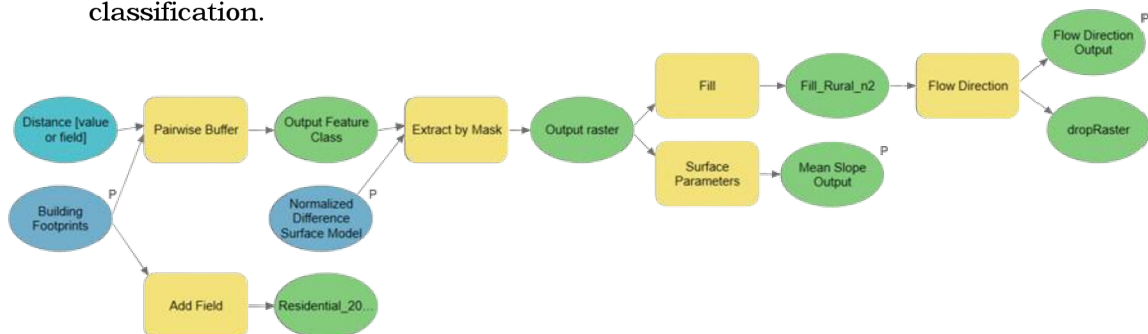 classification.
Distance [value
or field]
Pairwise Buffer
Output Feature
Class
Extract by Mask
Output raster
Fill
Fill_Rural_n2
Flow Direction
Flow Direction
Output
P
dropRaster
Surface
Parameters
Mean Slope
Output
P
Building
Footprints
P
Normalized
Difference
Surface Model
P
Add Field
Residential_20...